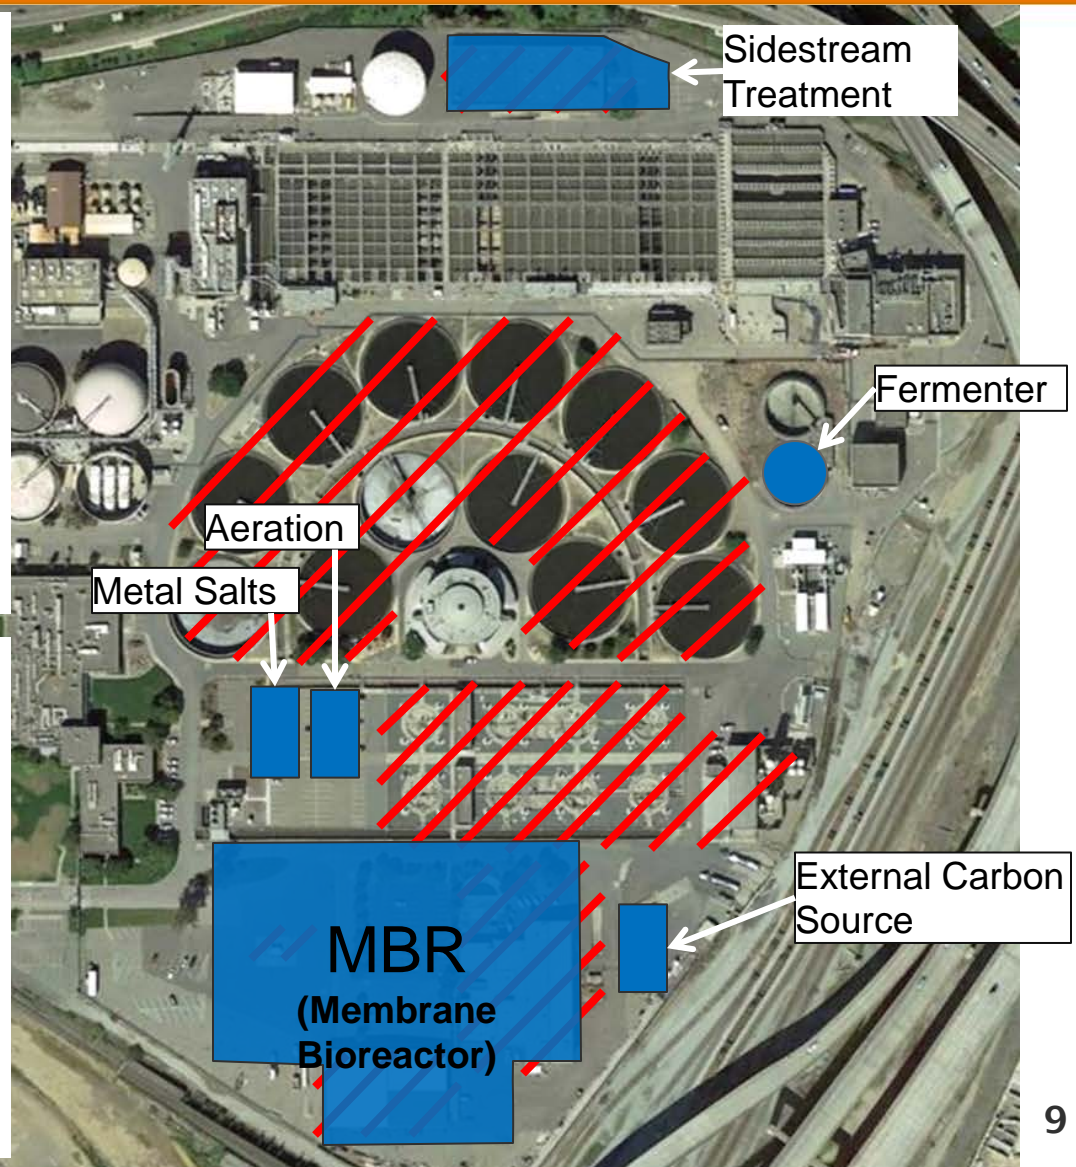 Sidestream
Treatment
Fermenter
Aeration
Metal Salts
External Carbon
Source
MBR
(Membrane
Bioreactor)
9